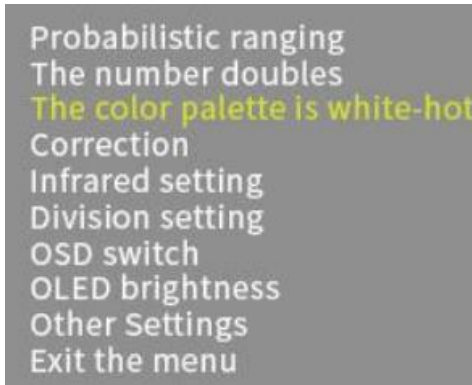 Probabilistic ranging
The number doubles
The color palette is white-hot
Correction
Infrared setting
Division setting
OSD switch
OLED brightness
Other Settings
Exit the menu